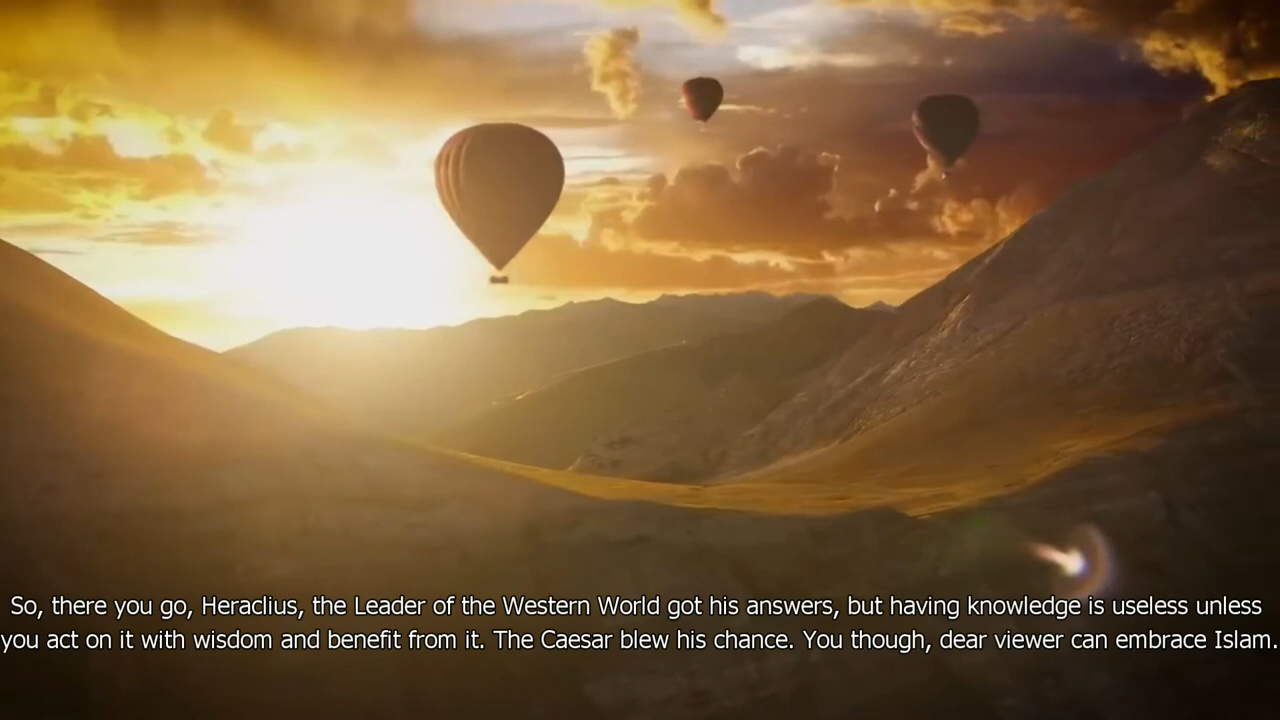 So, there you go, Heraclius, the Leader of the Western World got his answers, but having knowledge is useless unless
you act on it with wisdom and benefit from it. The Caesar blew his chance. You though, dear viewer can embrace Islam.